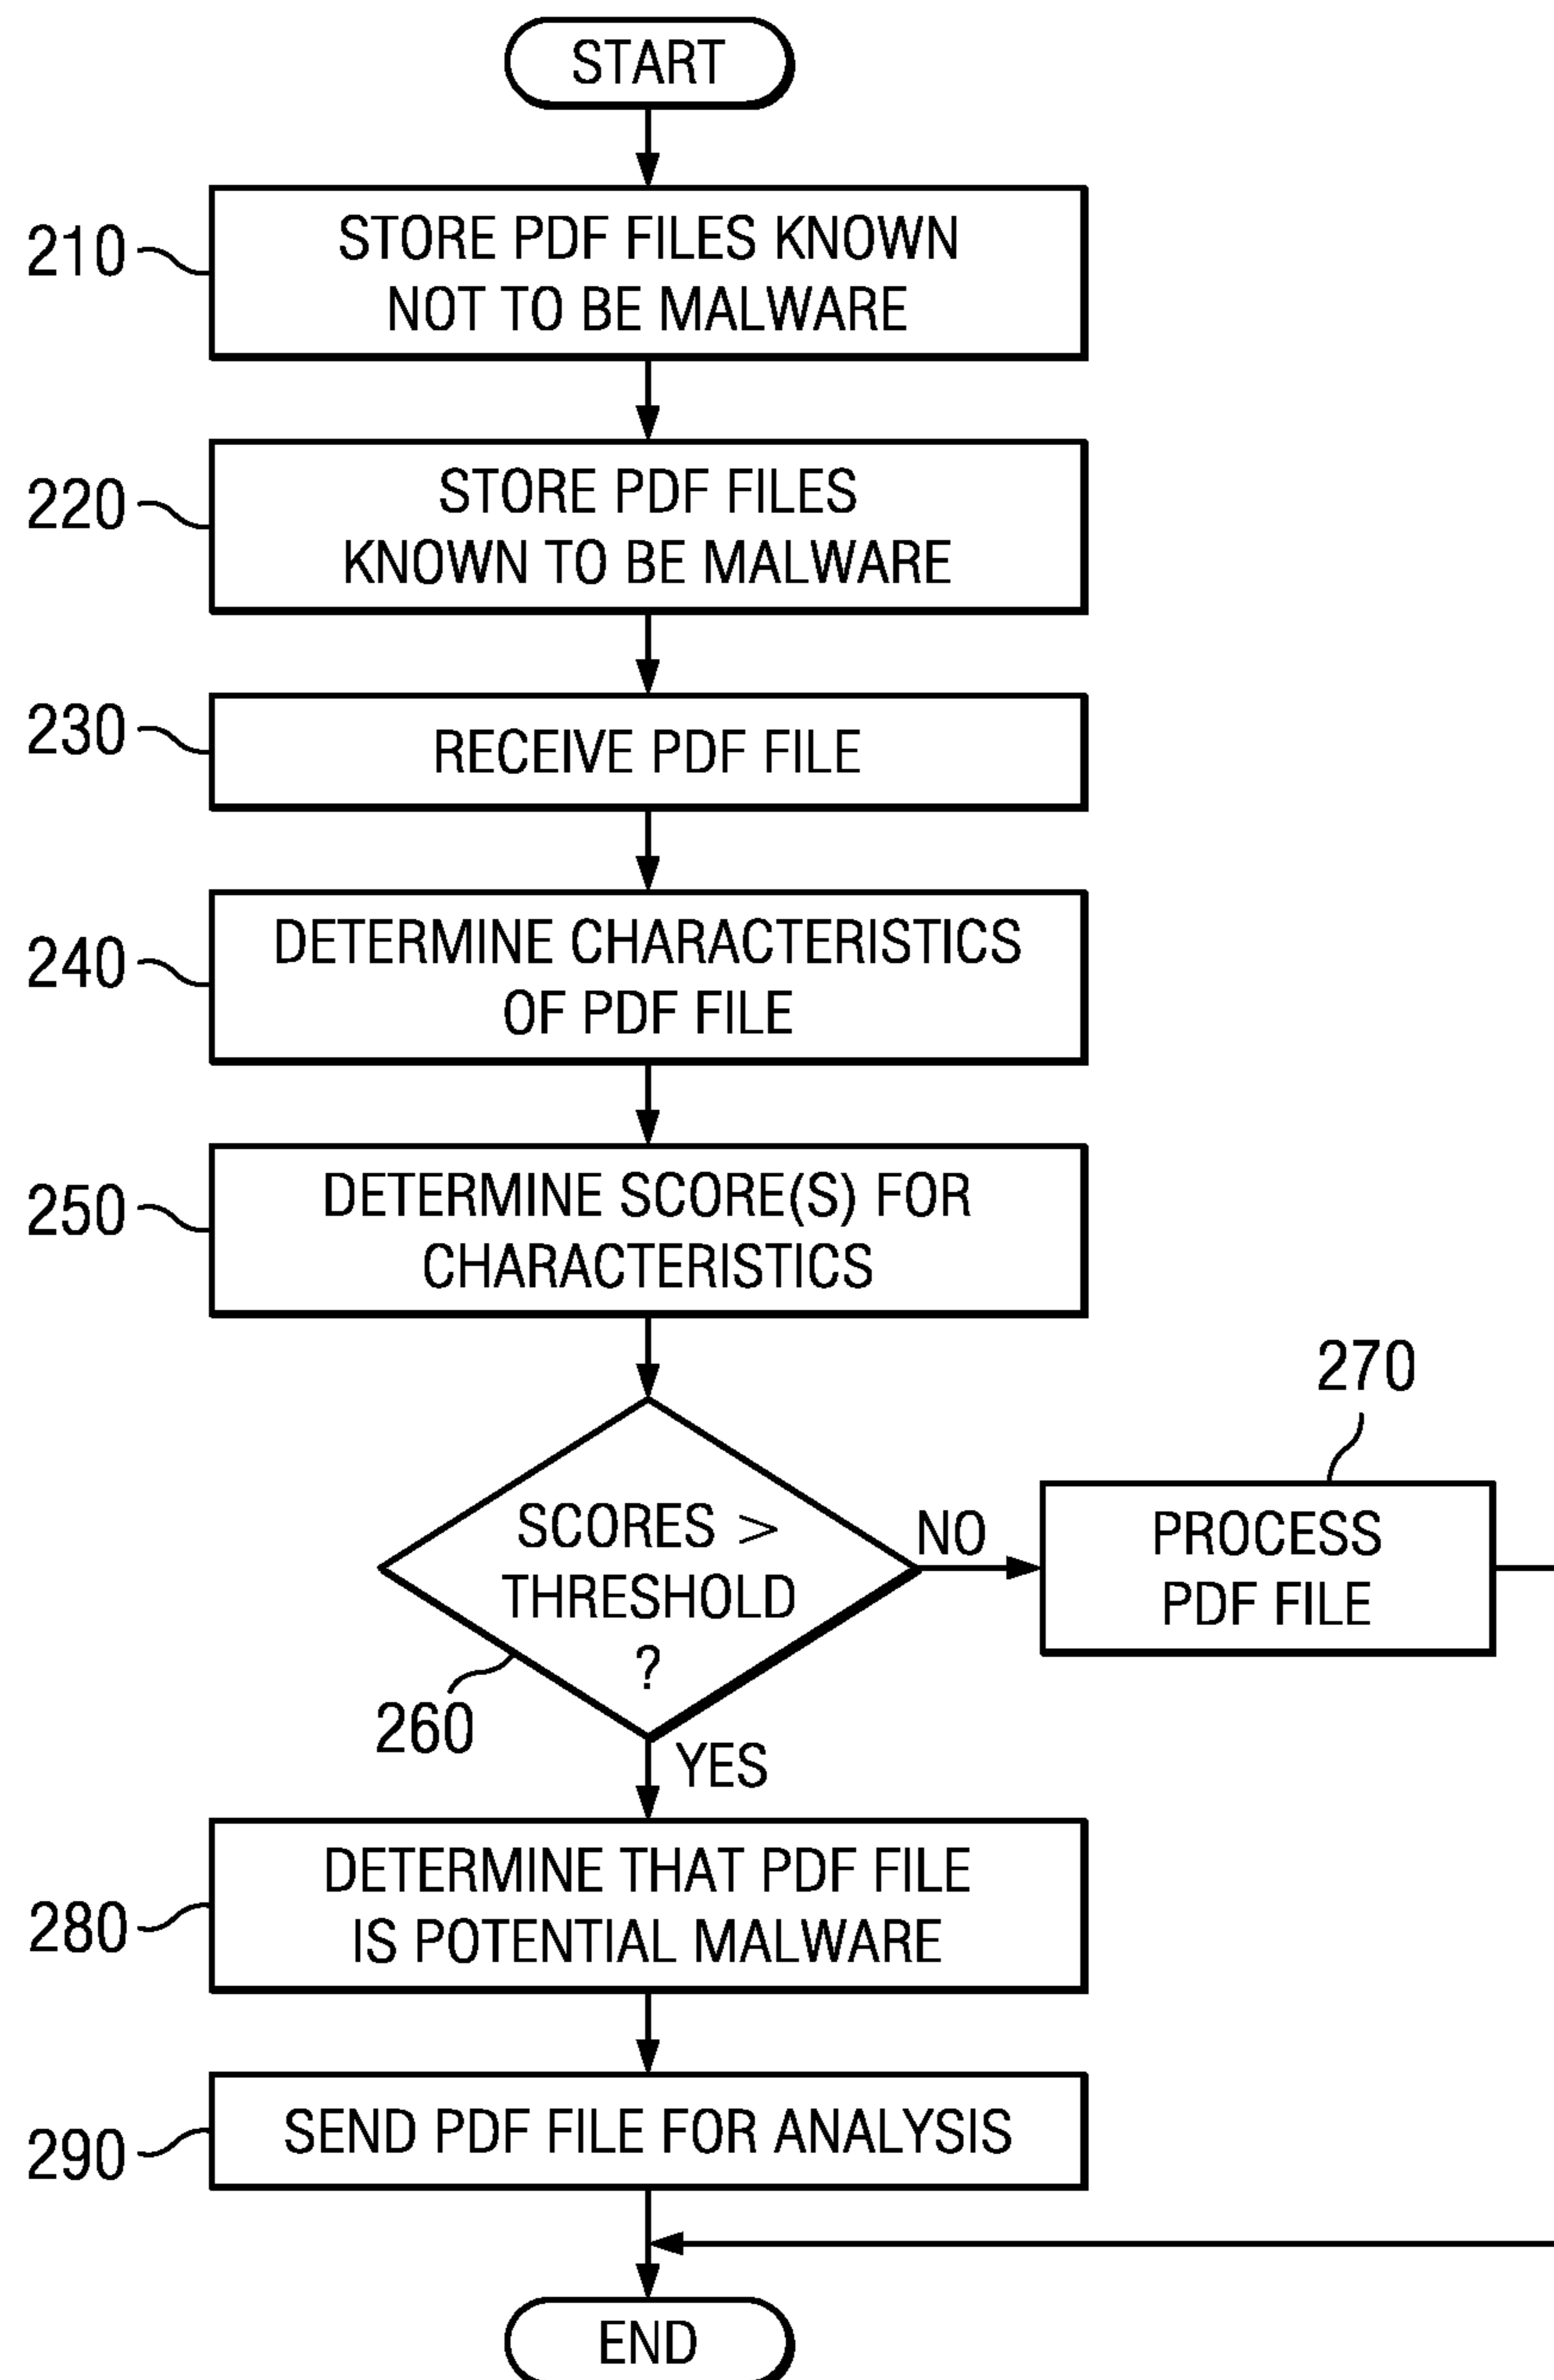 START
210
STORE PDF FILES KNOWN
NOT TO BE MALWARE
220
STORE PDF FILES
KNOWN TO BE MALWARE
230
RECEIVE PDF FILE
240
DETERMINE CHARACTERISTICS
OF PDF FILE
250
DETERMINE SCORE(S) FOR
CHARACTERISTICS
270
SCORES >
THRESHOLD
?
NO
PROCESS
PDF FILE
260
YES
280
DETERMINE THAT PDF FILE
IS POTENTIAL MALWARE
290
SEND PDF FILE FOR ANALYSIS
END